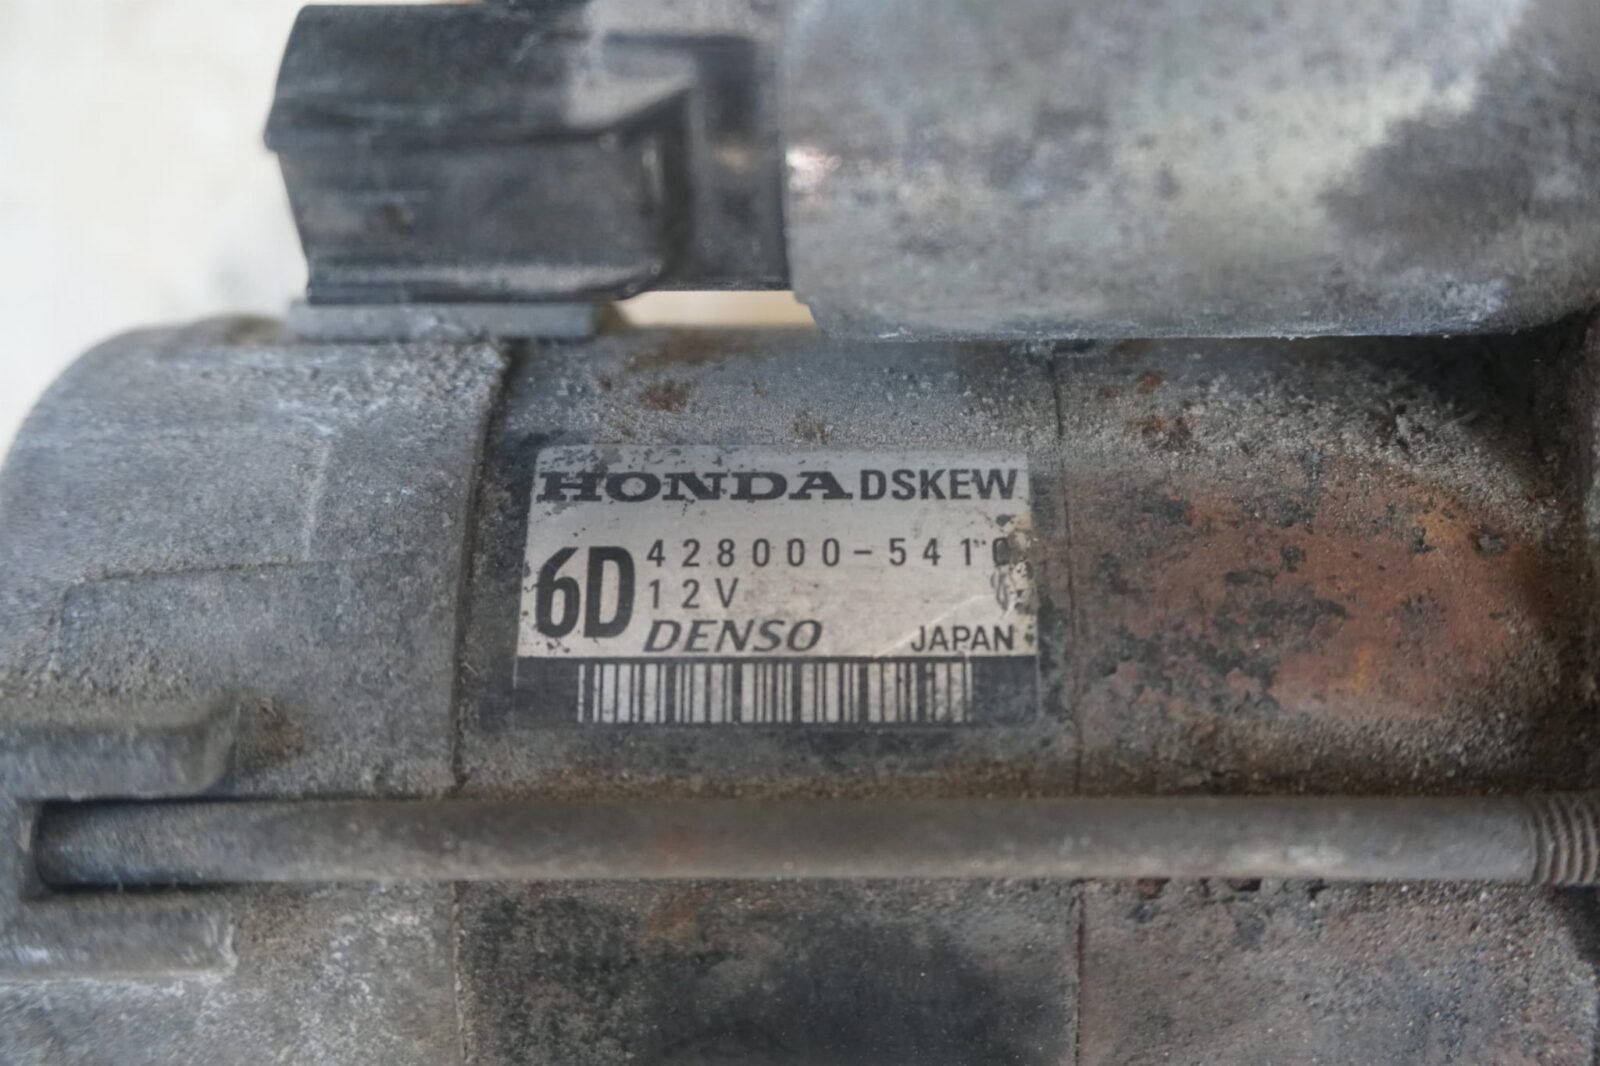 HONDA DSKEW
6D 428000-5410
12V
DENSO JAPAN